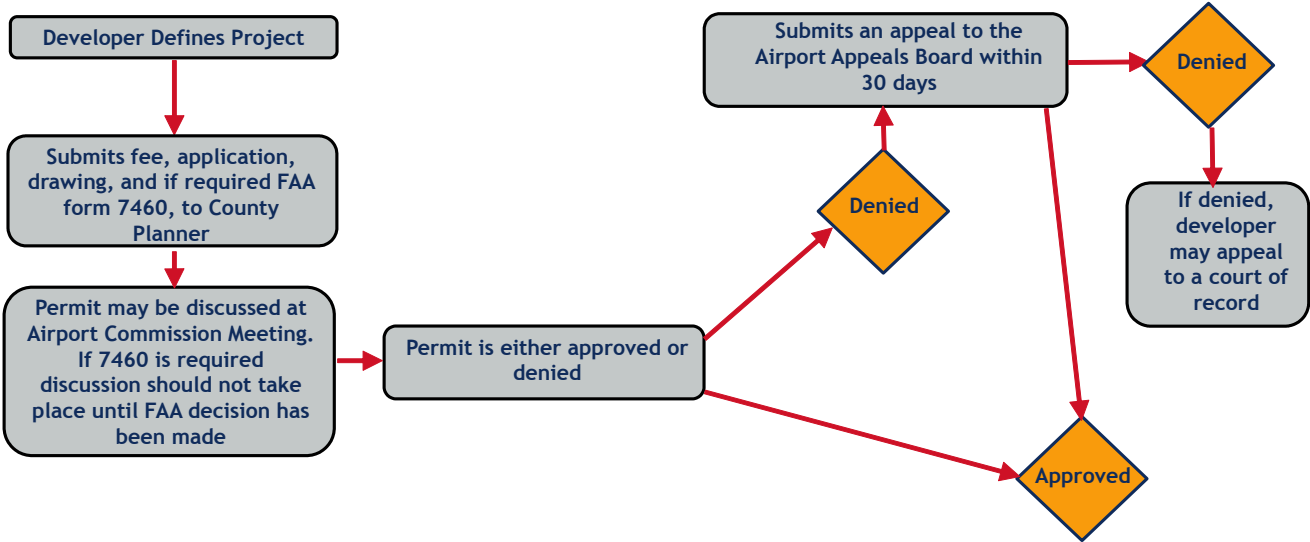 Developer Defines Project
Submits fee, application,
drawing, and if required FAA
form 7460, to County
Planner
Permit may be discussed at
Airport Commission Meeting.
If 7460 is required
discussion should not take
place until FAA decision has
been made
Permit is either approved or
denied
Denied
Submits an appeal to the
Airport Appeals Board within
30 days
Denied
If denied,
developer
may appeal
to a court of
record
Approved